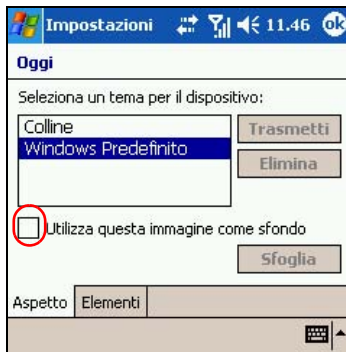 Impostazioni 11.46 ok
Oggi
Seleziona un tema per il dispositivo:
Colline
Windows Predefinito
Trasmetti
Elimina
Utilizza questa immagine come sfondo
Sfoglia
Aspetto Elementi